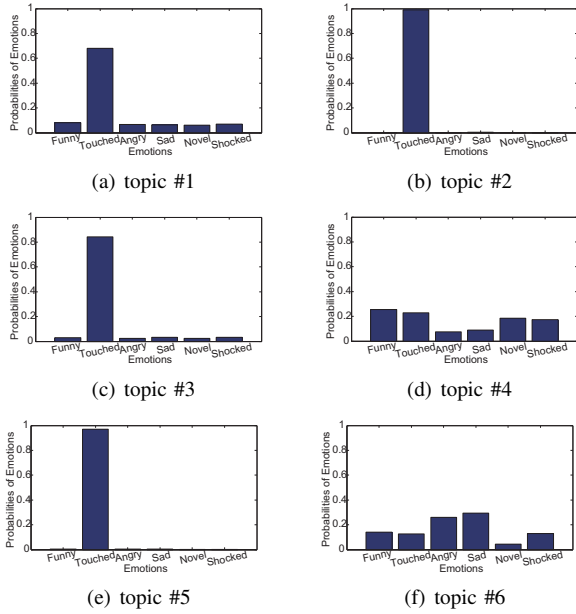 1
0.8
0.6
0.4
0.2
0
Probabilities of Emotions
Funny Touched Angry Sad Novel Shocked
Emotions
(a) topic #1
1
0.8
0.6
0.4
0.2
0
Probabilities of Emotions
Funny Touched Angry Sad Novel Shocked
Emotions
(b) topic #2
1
0.8
0.6
0.4
0.2
0
Probabilities of Emotions
Funny Touched Angry Sad Novel Shocked
Emotions
(c) topic #3
1
0.8
0.6
0.4
0.2
0
Probabilities of Emotions
Funny Touched Angry Sad Novel Shocked
Emotions
(d) topic #4
1
0.8
0.6
0.4
0.2
0
Probabilities of Emotions
Funny Touched Angry Sad Novel Shocked
Emotions
(e) topic #5
1
0.8
0.6
0.4
0.2
0
Probabilities of Emotions
Funny Touched Angry Sad Novel Shocked
Emotions
(f) topic #6